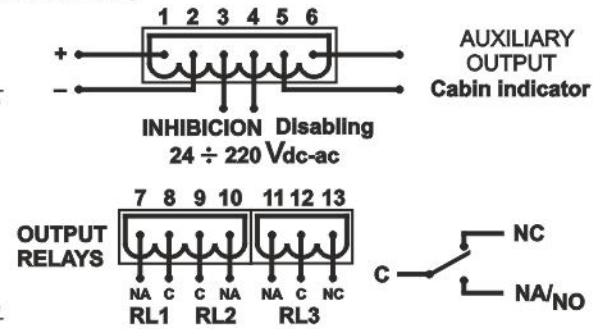 1 2 3 4 5 6
+
−
AUXILIARY
OUTPUT
Cabin indicator
INHIBICION Disabling
24 ÷ 220 Vdc-ac
7 8 9 10 11 12 13
OUTPUT
RELAYS
NA C C NA NA C NC
RL1 RL2 RL3
NC
C
NA/NO